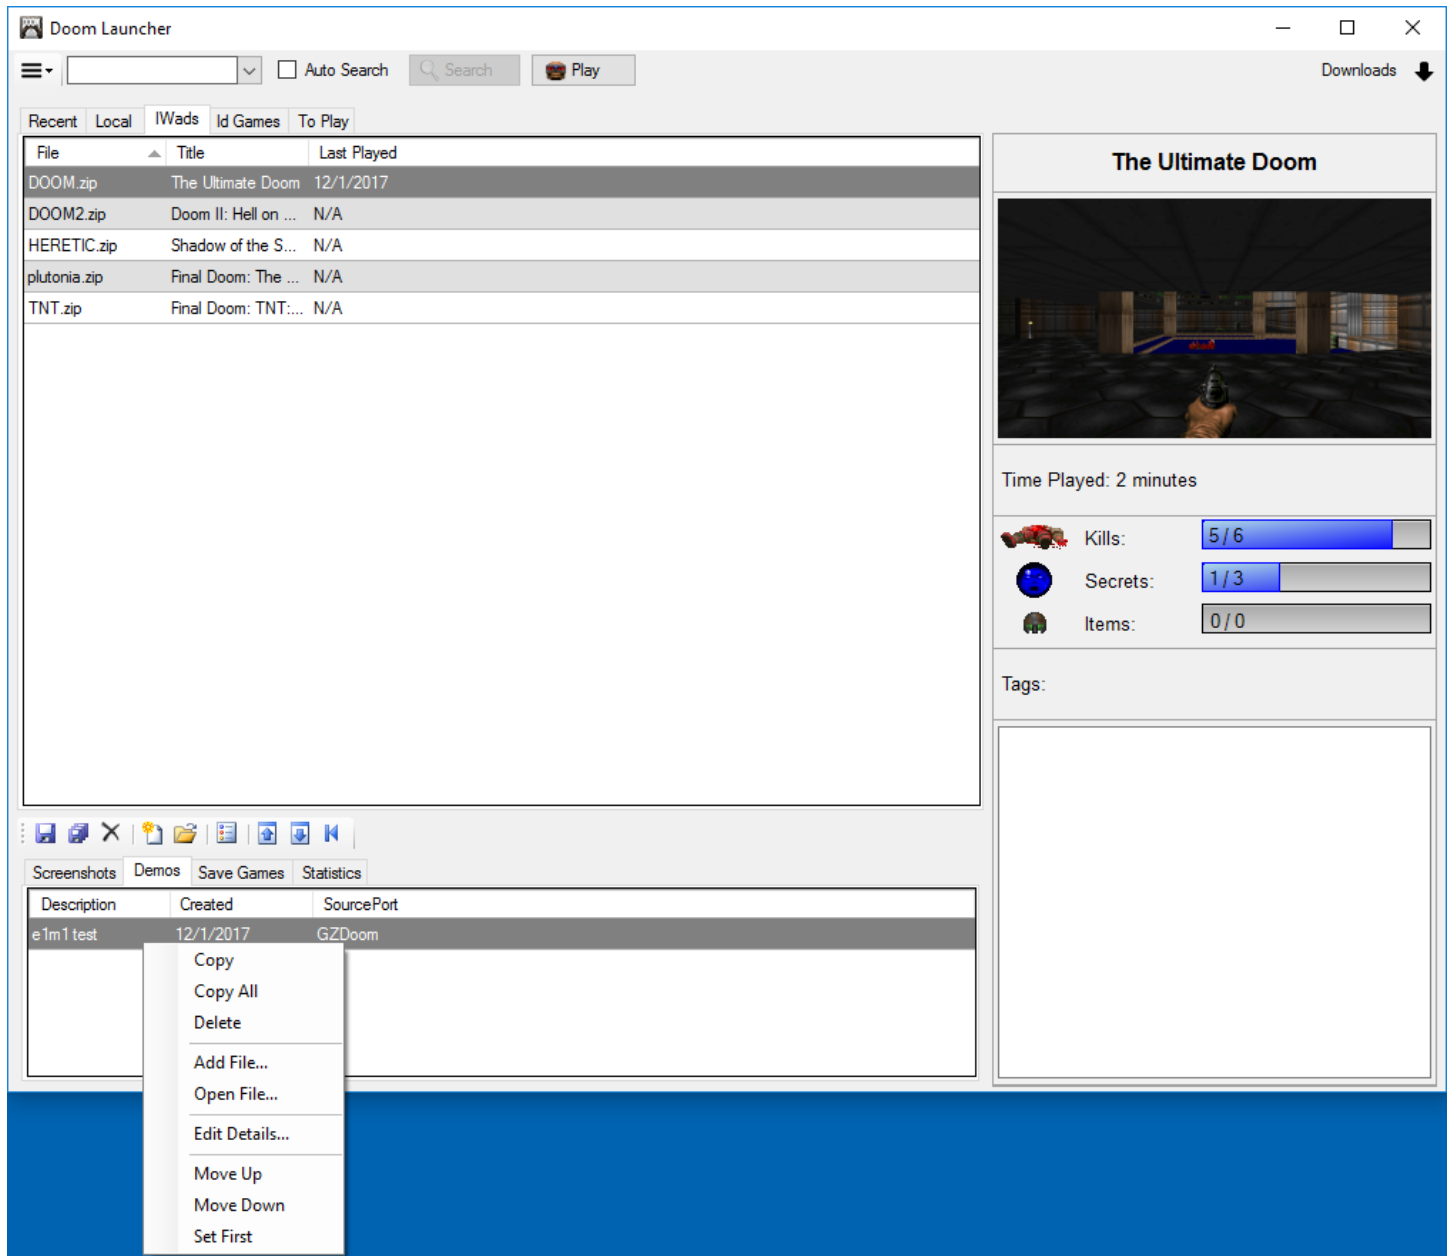 Doom Launcher
Auto Search Search Play Downloads
Recent Local IWads Id Games To Play
File Title Last Played
DOOM.zip The Ultimate Doom 12/1/2017
DOOM2.zip Doom II: Hell on ... N/A
HERETIC.zip Shadow of the S... N/A
plutonia.zip Final Doom: The ... N/A
TNT.zip Final Doom: TNT:... N/A
The Ultimate Doom
Time Played: 2 minutes
Kills: 5 / 6
Secrets: 1 / 3
Items: 0 / 0
Tags:
Screenshots Demos Save Games Statistics
Description Created SourcePort
e1m1 test 12/1/2017 GZDoom
Copy
Copy All
Delete
Add File...
Open File...
Edit Details...
Move Up
Move Down
Set First